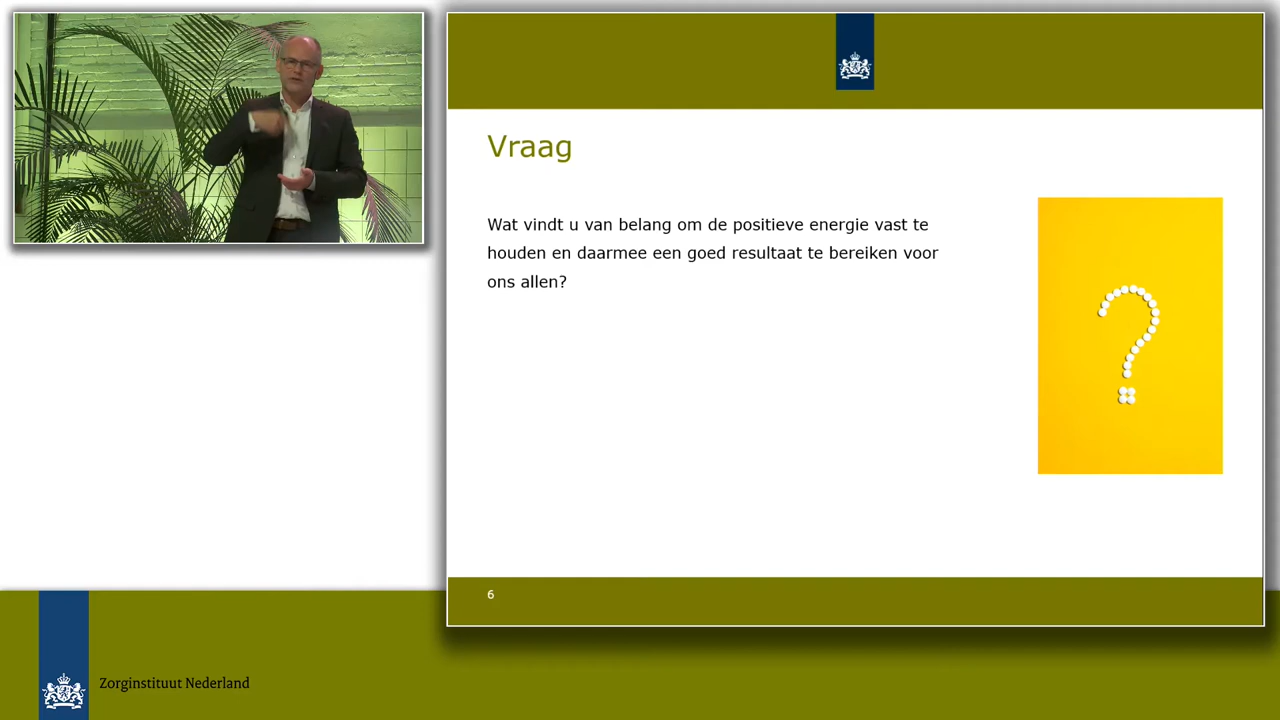 Vraag
Wat vindt u van belang om de positieve energie vast te
houden en daarmee een goed resultaat te bereiken voor
ons allen?
6
Zorginstituut Nederland